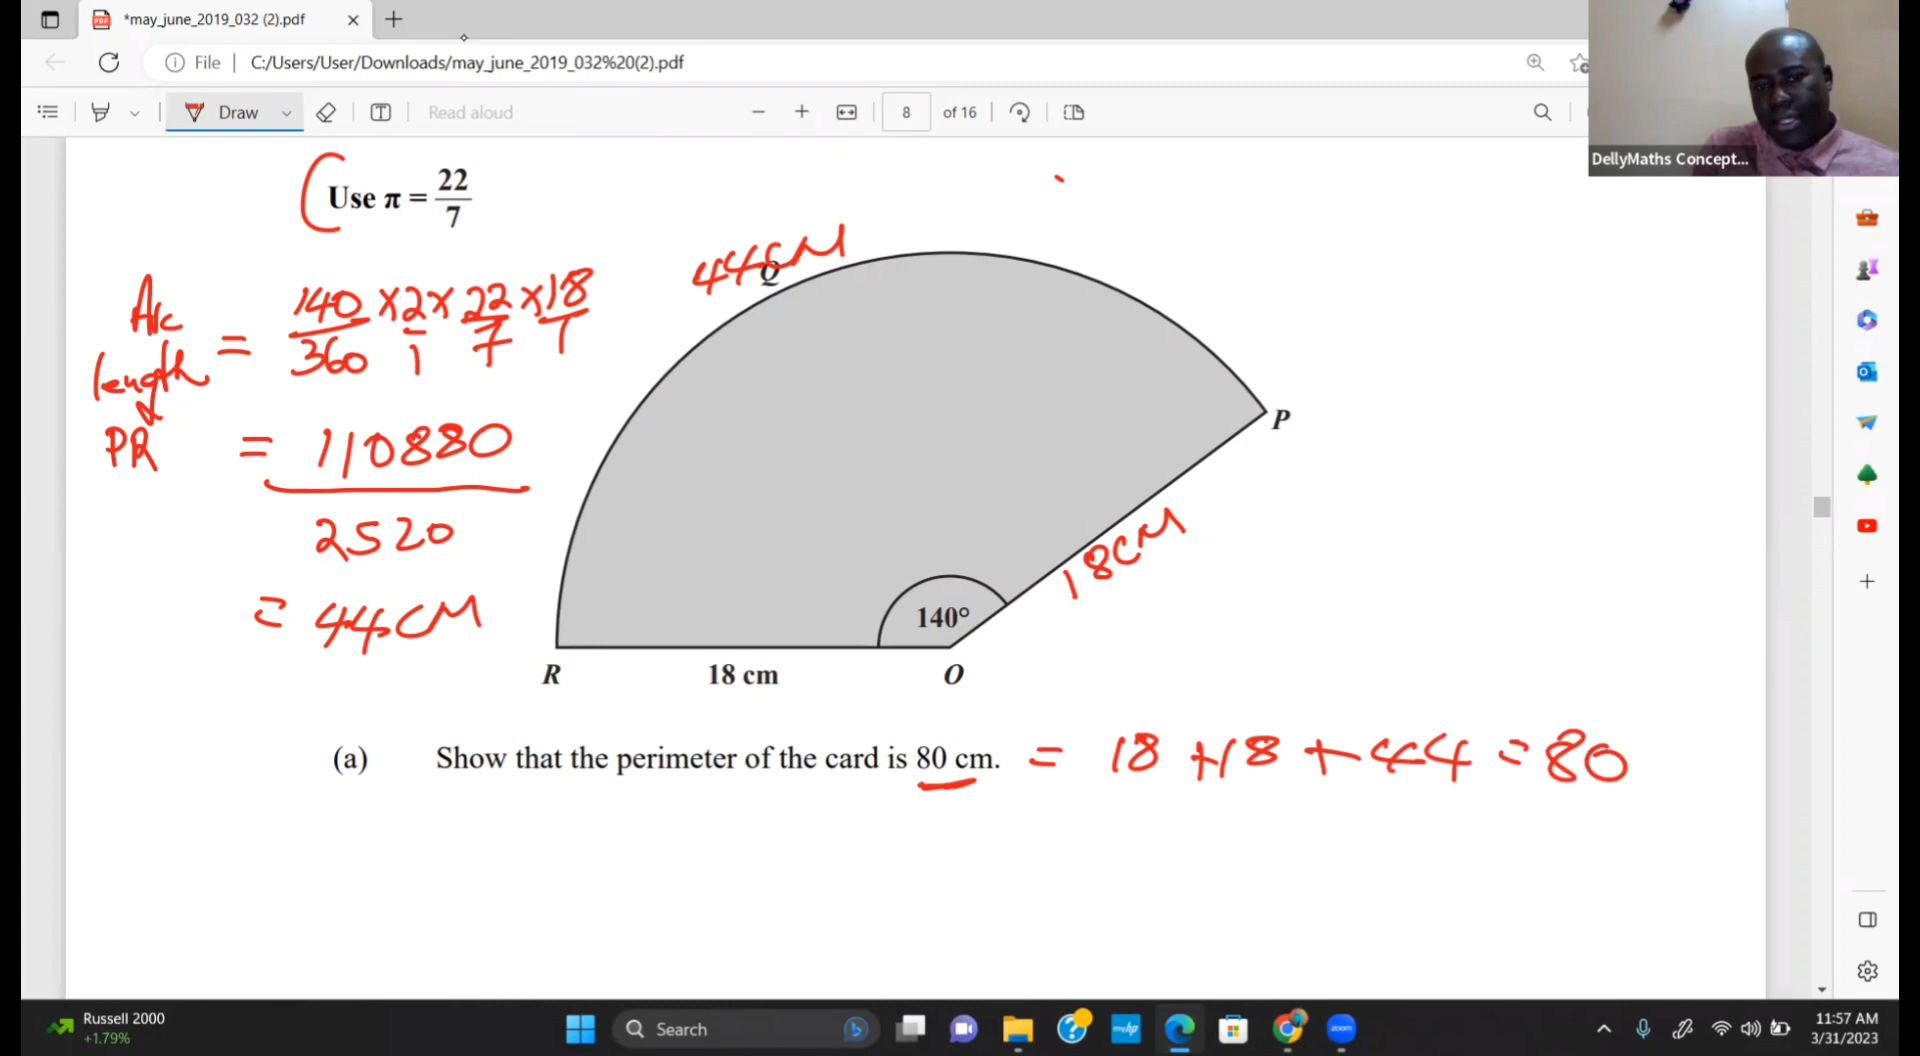 *may_june_2019_032 (2).pdf
File | C:/Users/User/Downloads/may_june_2019_032%20(2).pdf
Draw
Read aloud
8 of 16
DellyMaths Concept...
Use π = 22/7
44CM
Q
Arc length PR = 140/360 × 2/1 × 22/7 × 18/1
= 110880/2520
= 44CM
P
18CM
140°
R 18 cm O
(a) Show that the perimeter of the card is 80 cm. = 18 + 18 + 44 = 80
Russell 2000
+1.79%
Search
myhp
zoom
11:57 AM
3/31/2023